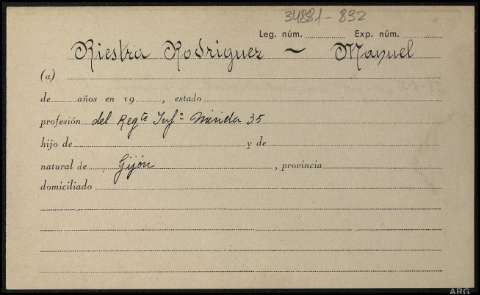 34881-832
Leg. núm. Exp. núm.
Riestra Rodriguez ~ Manuel
(a)
de años en 19 , estado
profesión del Regto Infa 35
hijo de y de
natural de Gijón , provincia
domiciliado
ARG